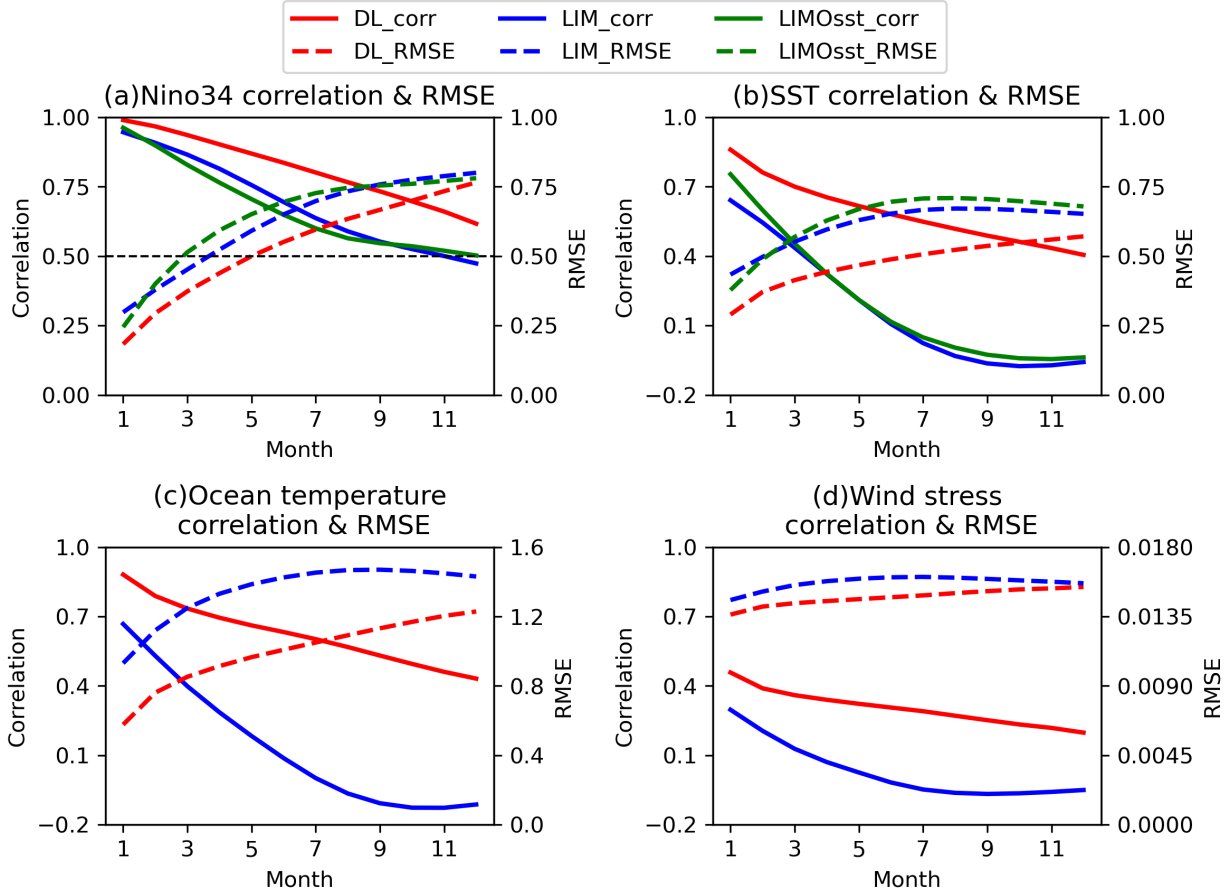 DL_corr LIM_corr LIMOsst_corr
DL_RMSE LIM_RMSE LIMOsst_RMSE
(a)Nino34 correlation & RMSE
1.00 1.00
0.75 0.75
0.50 0.50
0.25 0.25
0.00 0.00
Correlation
RMSE
1 3 5 7 9 11
Month
(b)SST correlation & RMSE
1.0 1.00
0.7 0.75
0.4 0.50
0.1 0.25
−0.2 0.00
Correlation
RMSE
1 3 5 7 9 11
Month
(c)Ocean temperature
correlation & RMSE
1.0 1.6
0.7 1.2
0.4 0.8
0.1 0.4
−0.2 0.0
Correlation
RMSE
1 3 5 7 9 11
Month
(d)Wind stress
correlation & RMSE
1.0 0.0180
0.7 0.0135
0.4 0.0090
0.1 0.0045
−0.2 0.0000
Correlation
RMSE
1 3 5 7 9 11
Month